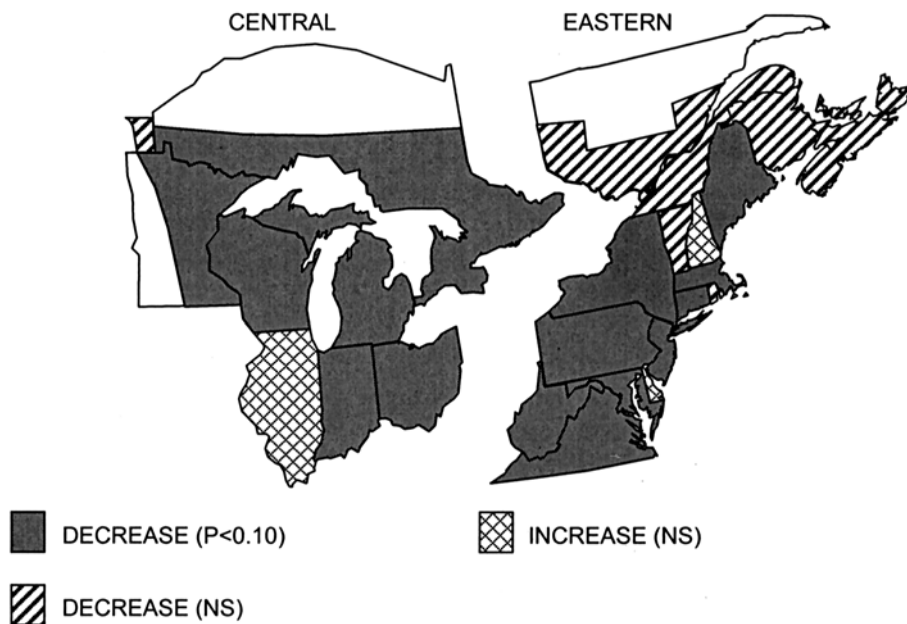 CENTRAL
EASTERN
DECREASE (P<0.10)
INCREASE (NS)
DECREASE (NS)